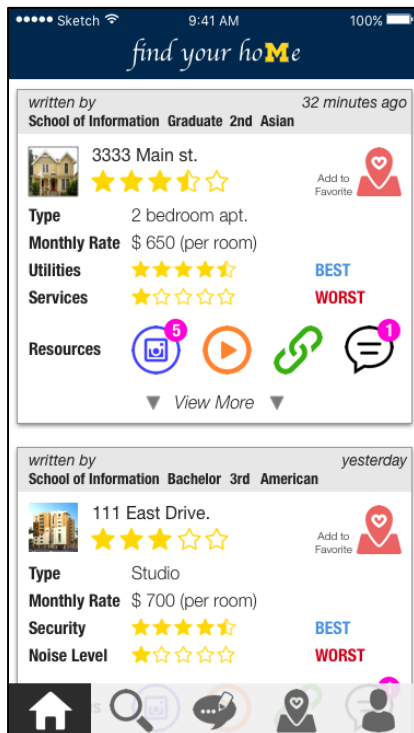 Sketch 9:41 AM 100%
find your hoMe
written by 32 minutes ago
School of Information Graduate 2nd Asian
3333 Main st.
Add to
Favorite
Type 2 bedroom apt.
Monthly Rate $ 650 (per room)
Utilities BEST
Services WORST
5 1
Resources
▼ View More ▼
written by yesterday
School of Information Bachelor 3rd American
111 East Drive.
Add to
Favorite
Type Studio
Monthly Rate $ 700 (per room)
Security BEST
Noise Level WORST